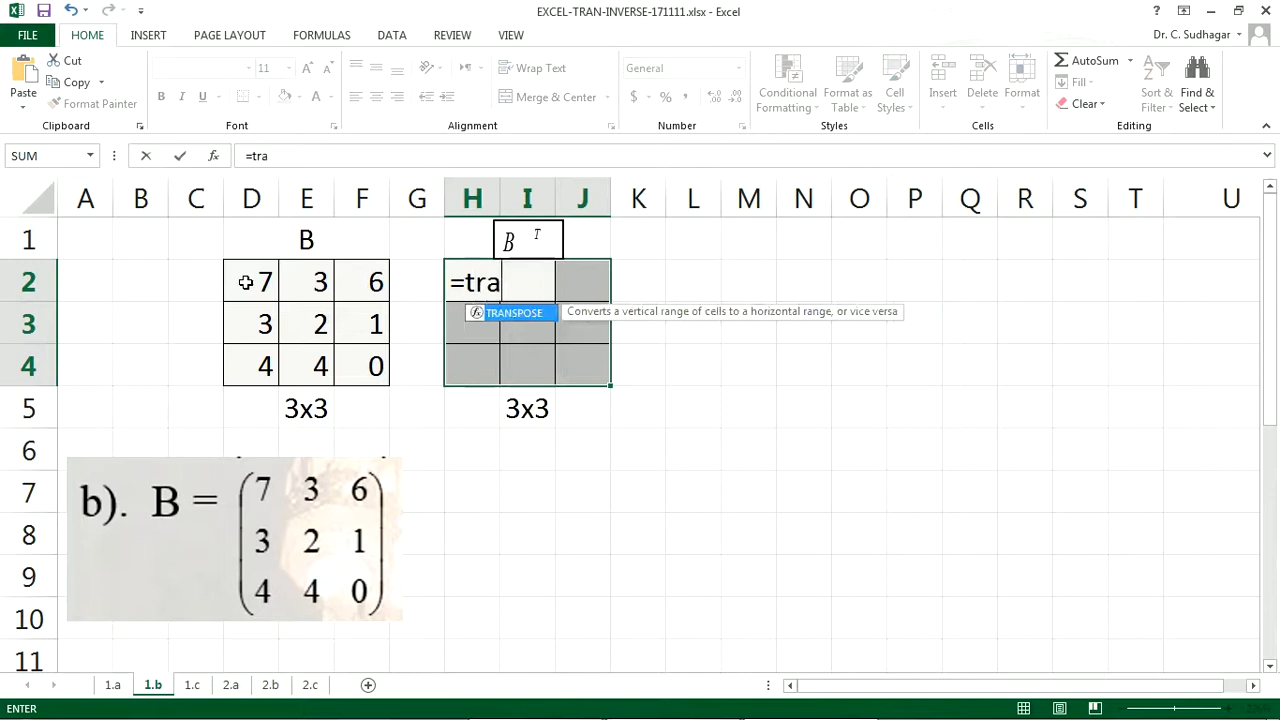 EXCEL-TRAN-INVERSE-171111.xlsx - Excel
?
FILE HOME INSERT PAGE LAYOUT FORMULAS DATA REVIEW VIEW Dr. C. Sudhagar
Paste
Cut
Copy
Format Painter
Clipboard
11
B I U
Font
Wrap Text
Merge & Center
Alignment
General
$ % ,
Number
Conditional Formatting
Format as Table
Cell Styles
Styles
Insert
Delete
Format
Cells
AutoSum
Fill
Clear
Sort & Filter
Find & Select
Editing
SUM fx =tra
A B C D E F G H I J K L M N O P Q R S T U
1 B B T
2 7 3 6 =tra
TRANSPOSE Converts a vertical range of cells to a horizontal range, or vice versa
3 3 2 1
4 4 4 0
5 3x3 3x3
6
7
8
9
10
11
b). B =
7 3 6
3 2 1
4 4 0
1.a 1.b 1.c 2.a 2.b 2.c
ENTER